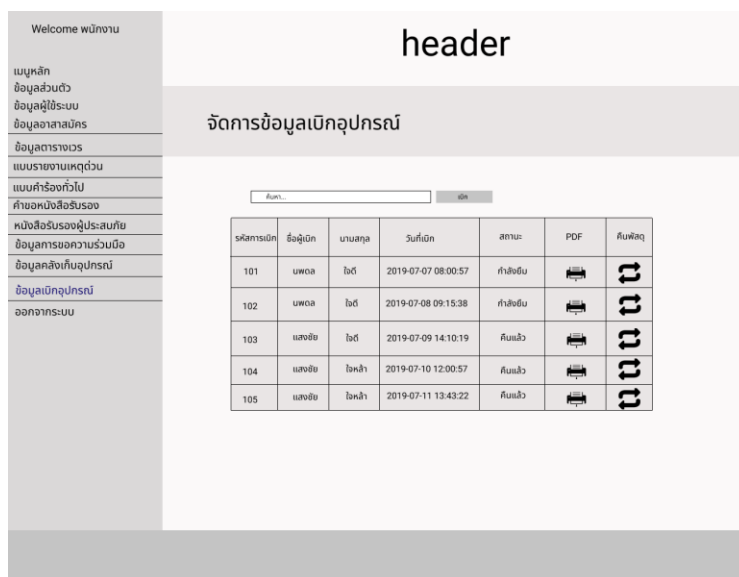 Welcome พนักงาน
เมนูหลัก
ข้อมูลส่วนตัว
ข้อมูลผู้ใช้ระบบ
ข้อมูลอาสาสมัคร
ข้อมูลตารางเวร
แบบรายงานเหตุด่วน
แบบคำร้องทั่วไป
คำขอหนังสือรับรอง
หนังสือรับรองผู้ประสบภัย
ข้อมูลการขอความร่วมมือ
ข้อมูลคลังเก็บอุปกรณ์
ข้อมูลเบิกอุปกรณ์
ออกจากระบบ
header
จัดการข้อมูลเบิกอุปกรณ์
ค้นหา... เบิก
รหัสการเบิก ชื่อผู้เบิก นามสกุล วันที่เบิก สถานะ PDF คืนพัสดุ
101 นพดล ใจดี 2019-07-07 08:00:57 กำลังยืม
102 นพดล ใจดี 2019-07-08 09:15:38 กำลังยืม
103 แสงชัย ใจดี 2019-07-09 14:10:19 คืนแล้ว
104 แสงชัย ใจหล้า 2019-07-10 12:00:57 คืนแล้ว
105 แสงชัย ใจหล้า 2019-07-11 13:43:22 คืนแล้ว